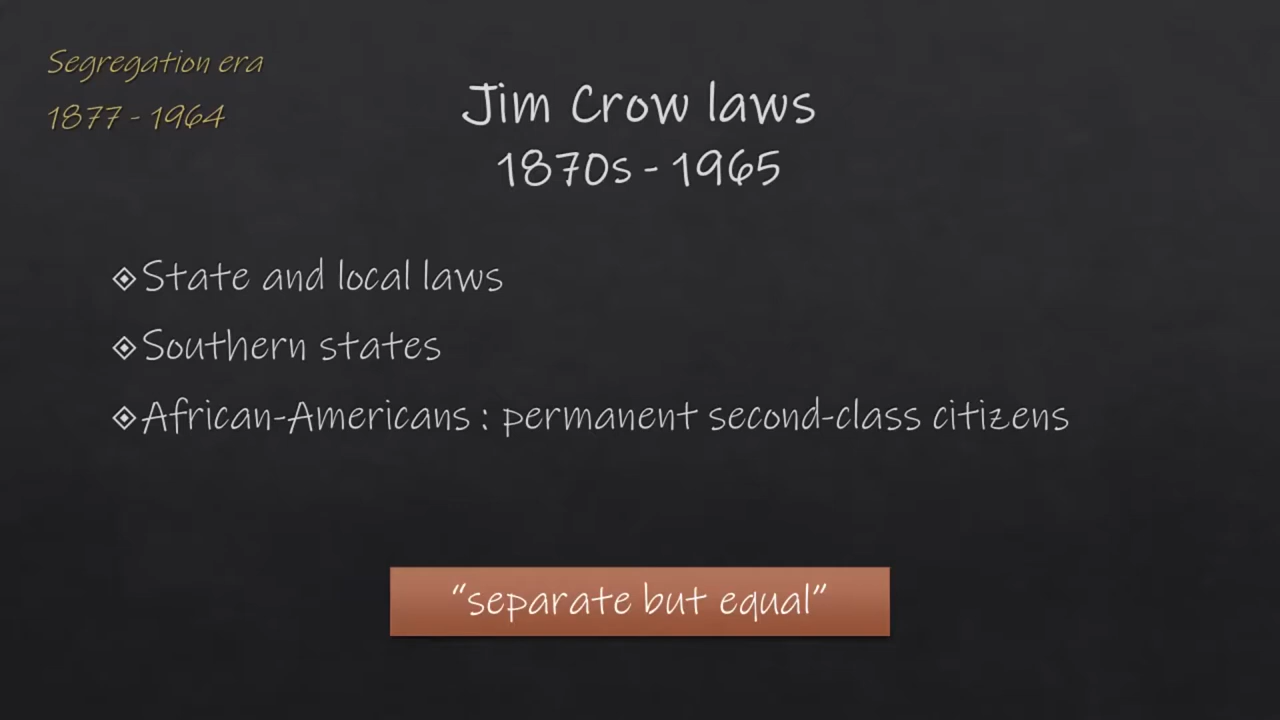 Segregation era
1877 - 1964
Jim Crow laws
1870s - 1965
State and local laws
Southern states
African-Americans : permanent second-class citizens
“separate but equal”